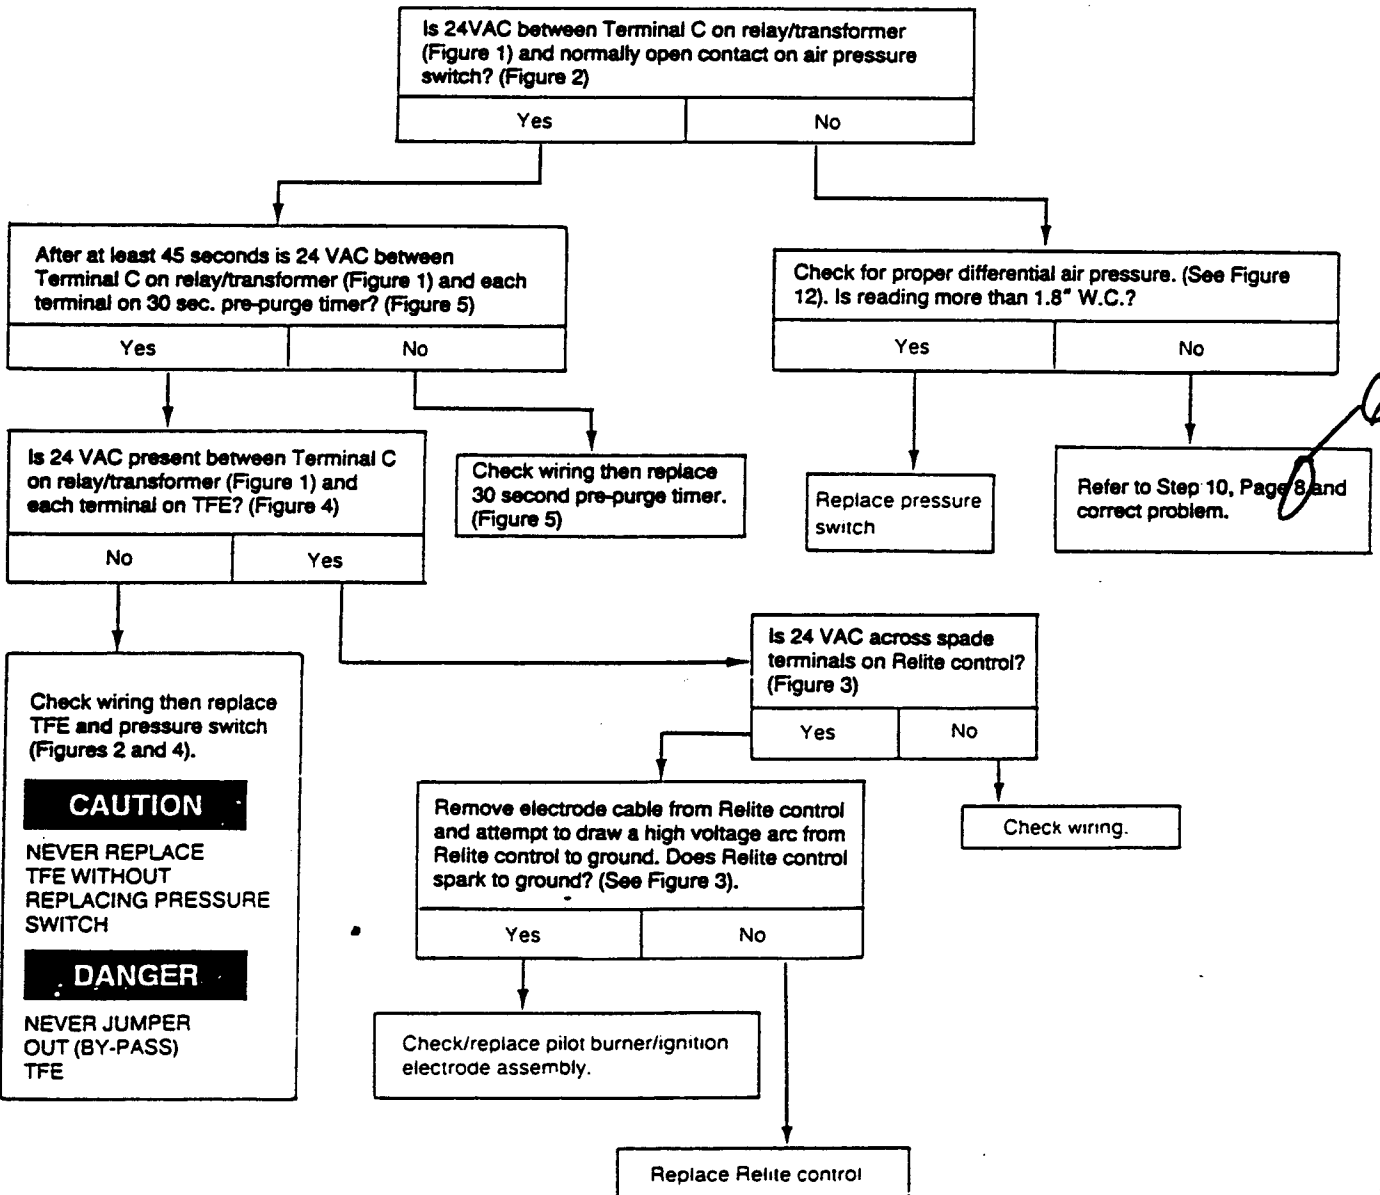 Is 24VAC between Terminal C on relay/transformer
(Figure 1) and normally open contact on air pressure
switch? (Figure 2)
Yes
No
After at least 45 seconds is 24 VAC between
Terminal C on relay/transformer (Figure 1) and each
terminal on 30 sec. pre-purge timer? (Figure 5)
Yes
No
Check for proper differential air pressure. (See Figure
12). Is reading more than 1.8" W.C.?
Yes
No
Is 24 VAC present between Terminal C
on relay/transformer (Figure 1) and
each terminal on TFE? (Figure 4)
No
Yes
Check wiring then replace
30 second pre-purge timer.
(Figure 5)
Replace pressure
switch
Refer to Step 10, Page 8 and
correct problem.
Check wiring then replace
TFE and pressure switch
(Figures 2 and 4).
CAUTION
NEVER REPLACE
TFE WITHOUT
REPLACING PRESSURE
SWITCH
DANGER
NEVER JUMPER
OUT (BY-PASS)
TFE
Is 24 VAC across spade
terminals on Relite control?
(Figure 3)
Yes
No
Remove electrode cable from Relite control
and attempt to draw a high voltage arc from
Relite control to ground. Does Relite control
spark to ground? (See Figure 3).
Yes
No
Check wiring.
Check/replace pilot burner/ignition
electrode assembly.
Replace Relite control